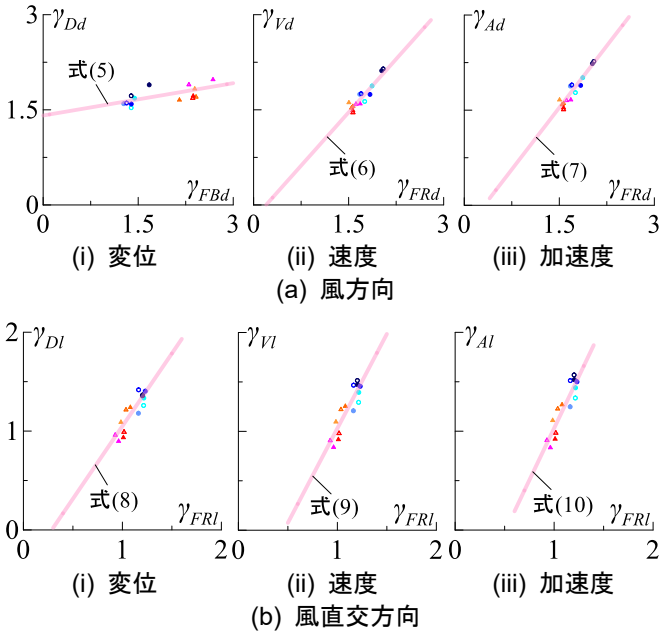 γDd
3
1.5
0
式(5)
γFBd
0 1.5 3
(i) 変位
γVd
式(6)
γFRd
0 1.5 3
(ii) 速度
γAd
式(7)
γFRd
0 1.5 3
(iii) 加速度
(a) 風方向
γDl
2
1
0
式(8)
γFRl
0 1 2
(i) 変位
γVl
式(9)
γFRl
0 1 2
(ii) 速度
γAl
式(10)
γFRl
0 1 2
(iii) 加速度
(b) 風直交方向